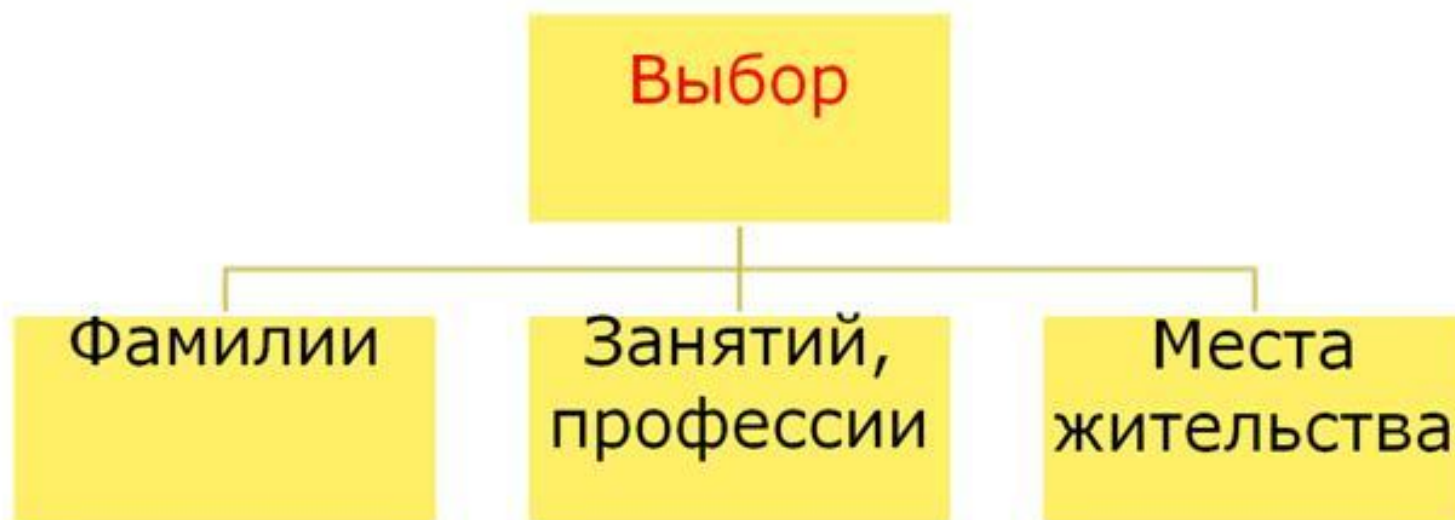 Выбор
Фамилии
Занятий,
профессии
Места
жительства